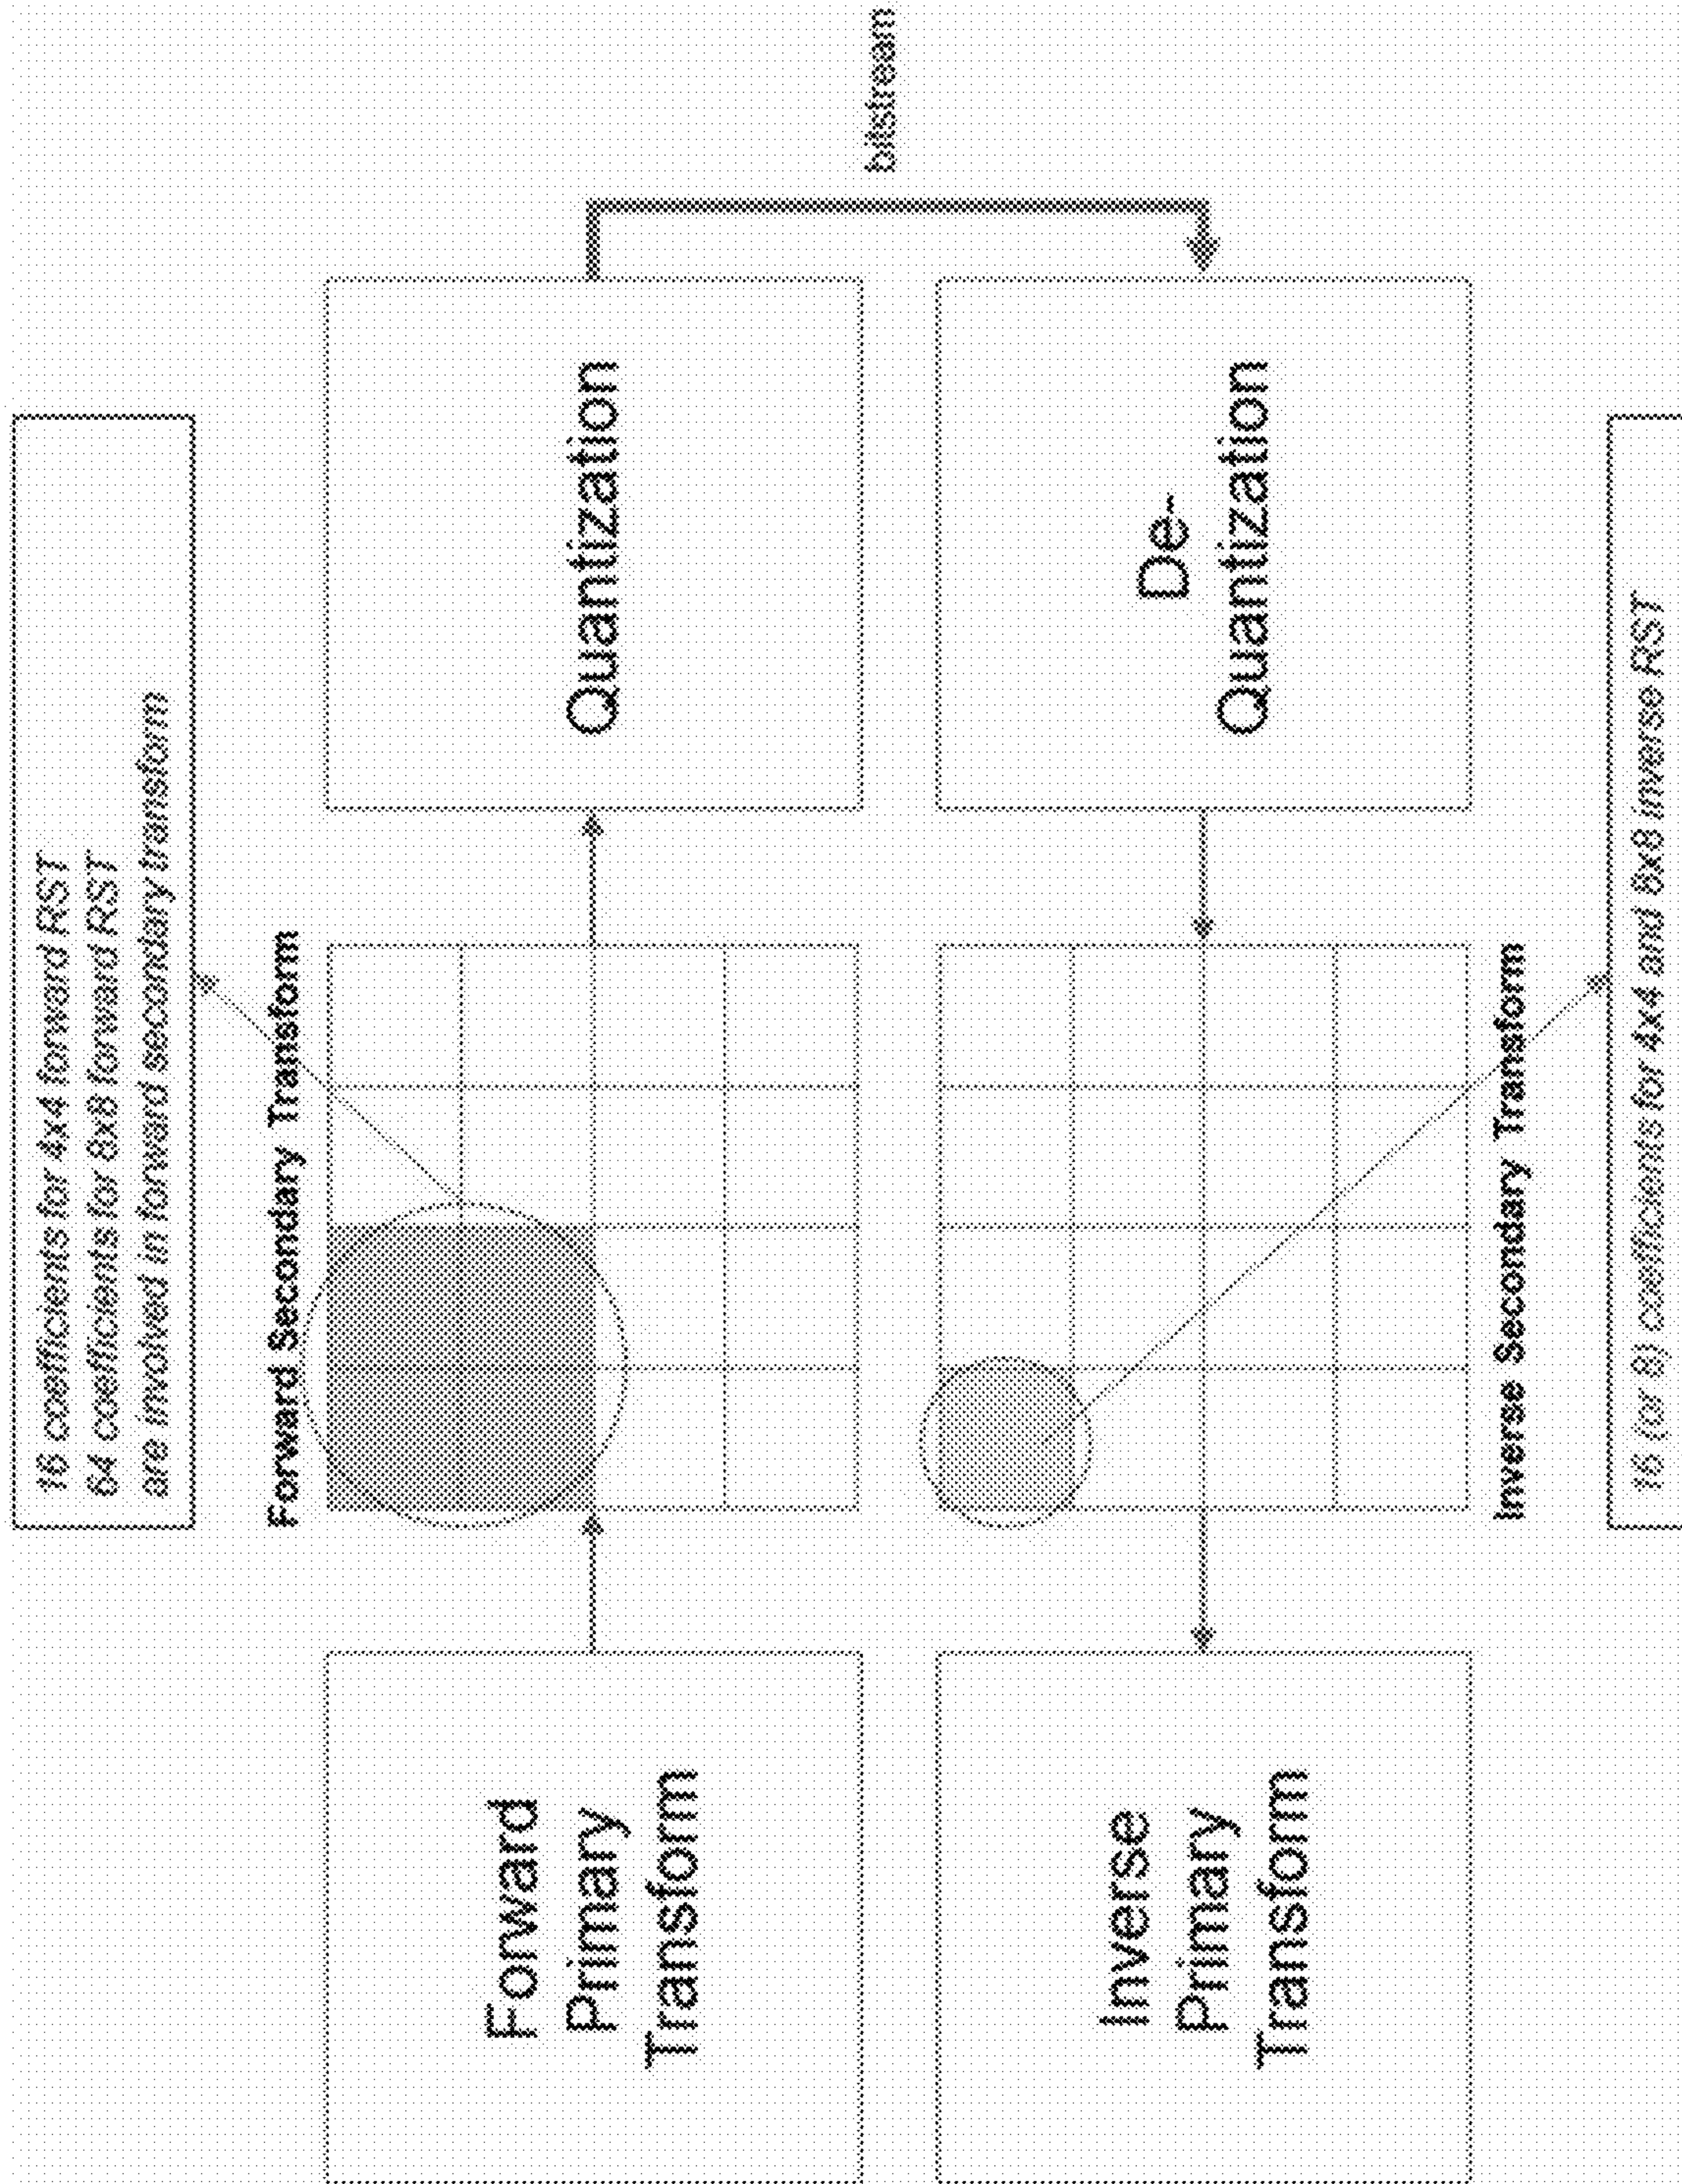 16 coefficients for 4x4 forward RST
64 coefficients for 8x8 forward RST
are involved in forward secondary transform
Forward Secondary Transform
Forward
Primary
Transform
Quantization
bitstream
Inverse
Primary
Transform
De-
Quantization
Inverse Secondary Transform
16 (or 8) coefficients for 4x4 and 8x8 inverse RST